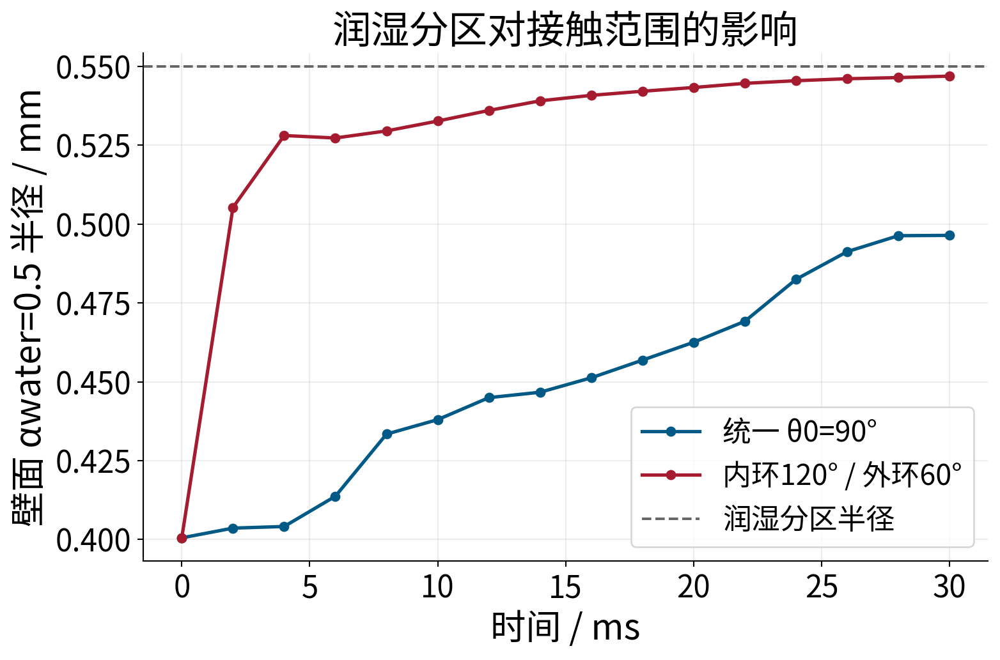 润湿分区对接触范围的影响
壁面 αwater=0.5 半径 / mm
0.550
0.525
0.500
0.475
0.450
0.425
0.400
统一 θ0=90°
内环120° / 外环60°
润湿分区半径
0 5 10 15 20 25 30
时间 / ms